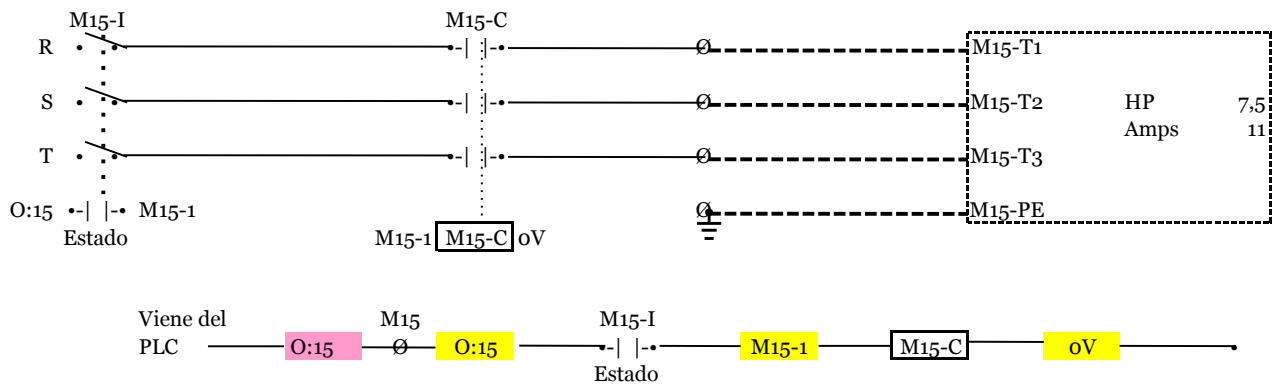 M15-I M15-C
R M15-T1
S M15-T2 HP 7,5
Amps 11
T M15-T3
O:15 M15-1 M15-PE
Estado M15-1 M15-C 0V
Viene del M15 M15-I
PLC O:15 Ø O:15 M15-1 M15-C 0V
Estado